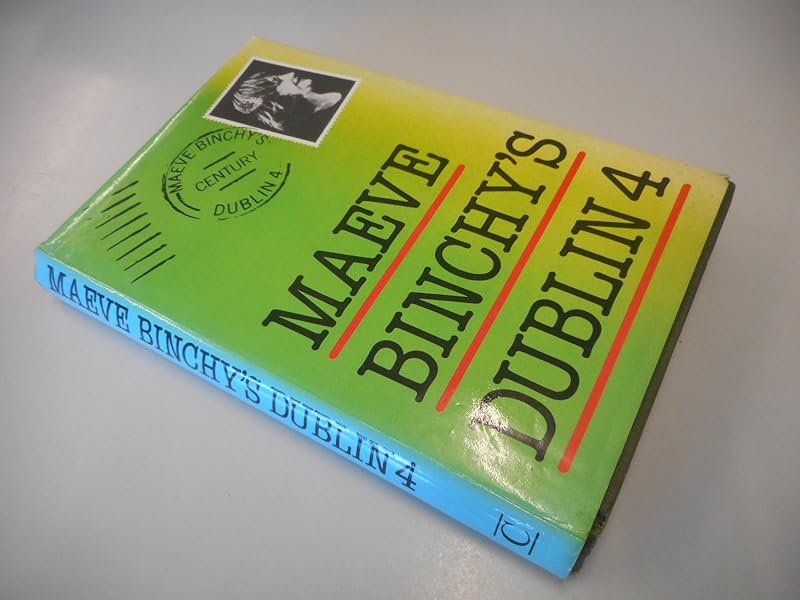 MAEVE
BINCHY'S
DUBLIN 4
MAEVE BINCHY'S
CENTURY
DUBLIN 4
MAEVE BINCHY'S DUBLIN 4
C